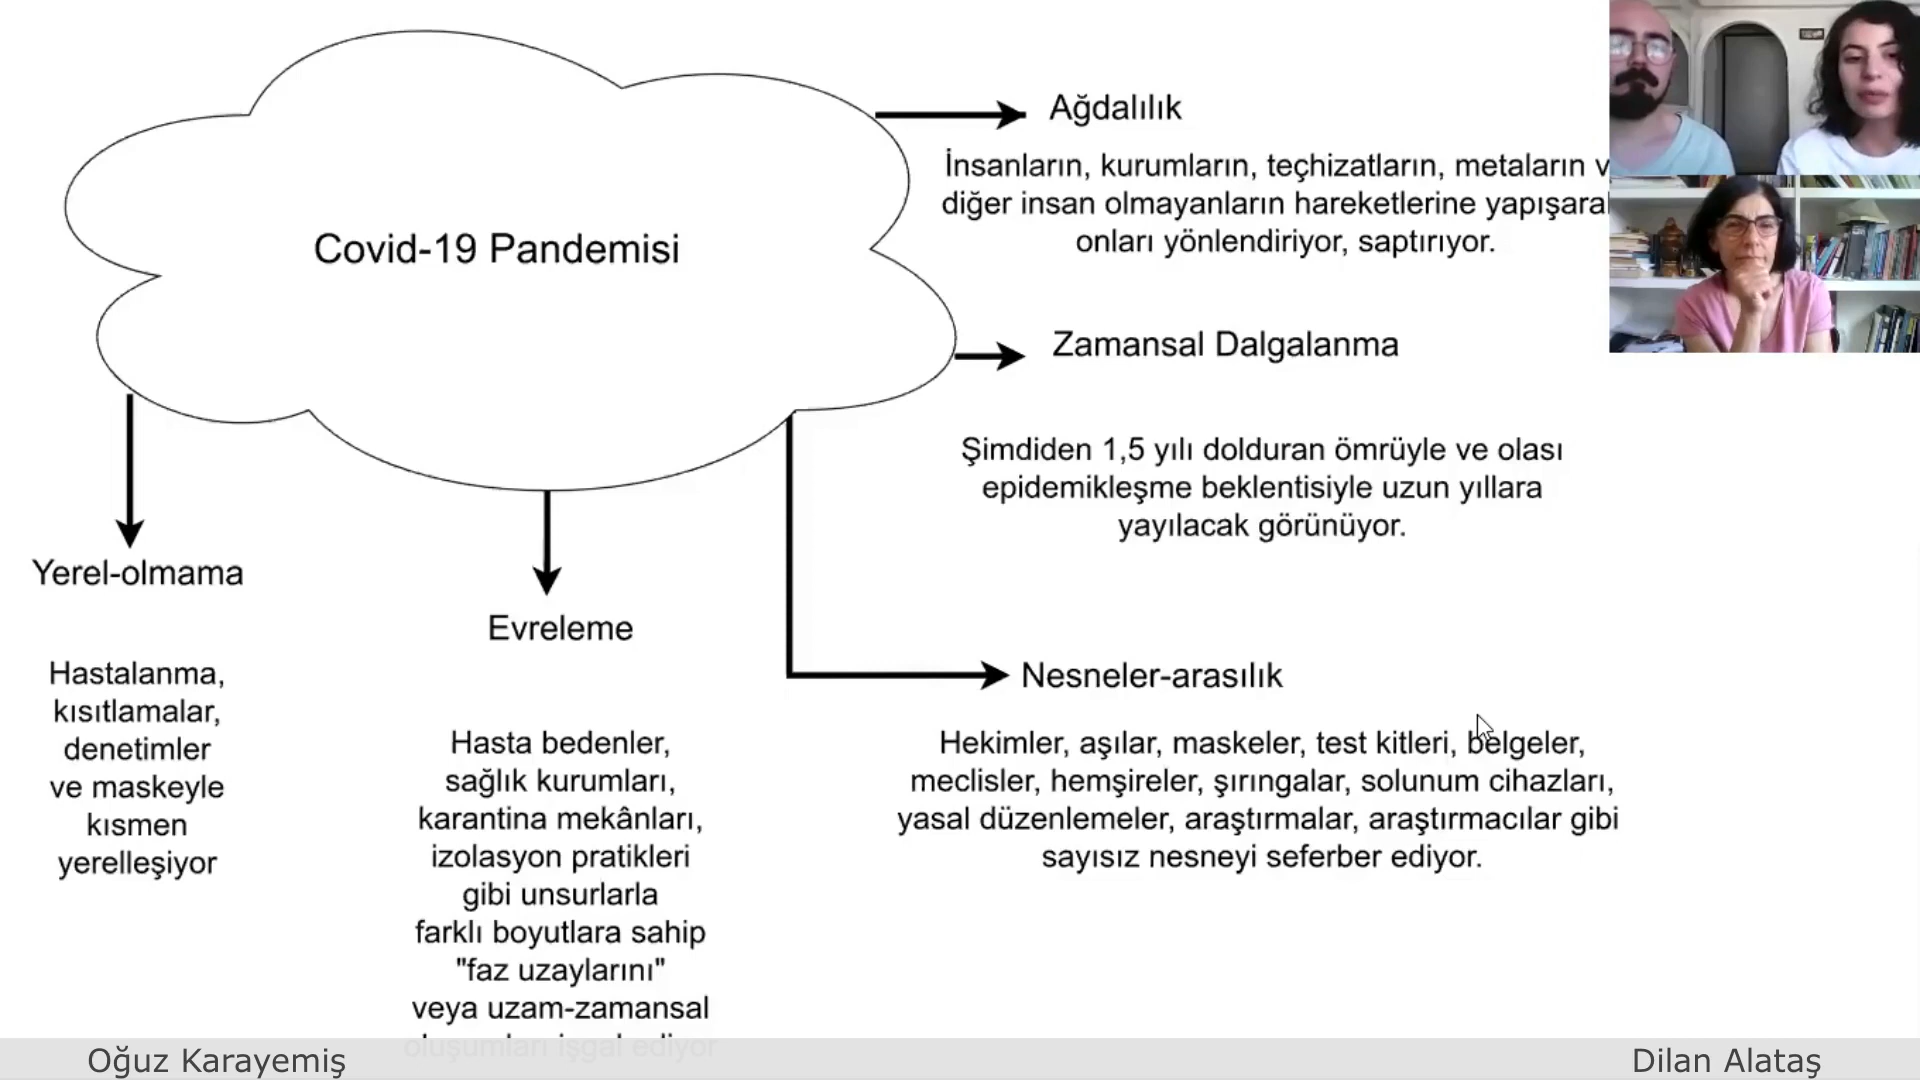 Covid-19 Pandemisi
Ağdalılık
İnsanların, kurumların, teçhizatların, metaların
diğer insan olmayanların hareketlerine
onları yönlendiriyor, saptırıyor.
Zamansal Dalgalanma
Şimdiden 1,5 yılı dolduran ömrüyle ve olası
epidemikleşme beklentisiyle uzun yıllara
yayılacak görünüyor.
Yerel-olmama
Hastalanma,
kısıtlamalar,
denetimler
ve maskeyle
kısmen
yerelleşiyor
Evreleme
Hasta bedenler,
sağlık kurumları,
karantina mekânları,
izolasyon pratikleri
gibi unsurlarla
farklı boyutlara sahip
"faz uzaylarını"
veya uzam-zamansal
oluşumları işgal ediyor
Nesneler-arasılık
Hekimler, aşılar, maskeler, test kitleri, belgeler,
meclisler, hemşireler, şırıngalar, solunum cihazları,
yasal düzenlemeler, araştırmalar, araştırmacılar gibi
sayısız nesneyi seferber ediyor.
Oğuz Karayemiş
Dilan Alataş